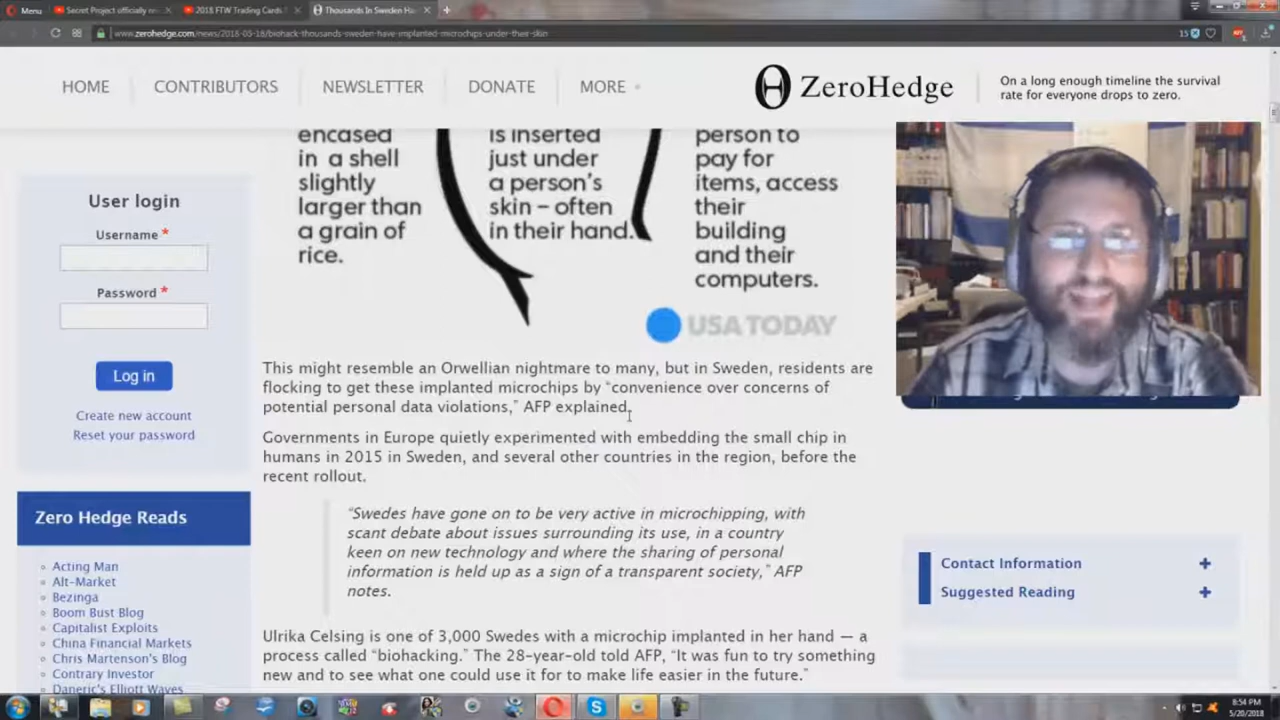 Menu
Secret Project officially re
2018 FTW Trading Cards
Thousands In Sweden Ha
www.zerohedge.com/news/2018-05-18/biohack-thousands-sweden-have-implanted-microchips-under-their-skin
15
HOME
CONTRIBUTORS
NEWSLETTER
DONATE
MORE
ZeroHedge
On a long enough timeline the survival
rate for everyone drops to zero.
encased
in a shell
slightly
larger than
a grain of
rice.
is inserted
just under
a person's
skin – often
in their hand.
person to
pay for
items, access
their
building
and their
computers.
USA TODAY
User login
Username *
Password *
Log in
Create new account
Reset your password
This might resemble an Orwellian nightmare to many, but in Sweden, residents are
flocking to get these implanted microchips by “convenience over concerns of
potential personal data violations,” AFP explained.
Governments in Europe quietly experimented with embedding the small chip in
humans in 2015 in Sweden, and several other countries in the region, before the
recent rollout.
“Swedes have gone on to be very active in microchipping, with
scant debate about issues surrounding its use, in a country
keen on new technology and where the sharing of personal
information is held up as a sign of a transparent society,” AFP
notes.
Ulrika Celsing is one of 3,000 Swedes with a microchip implanted in her hand — a
process called “biohacking.” The 28-year-old told AFP, “It was fun to try something
new and to see what one could use it for to make life easier in the future.”
Zero Hedge Reads
Acting Man
Alt-Market
Bezinga
Boom Bust Blog
Capitalist Exploits
China Financial Markets
Chris Martenson's Blog
Contrary Investor
Daneric's Elliott Waves
Contact Information
Suggested Reading
8:54 PM
5/20/2018